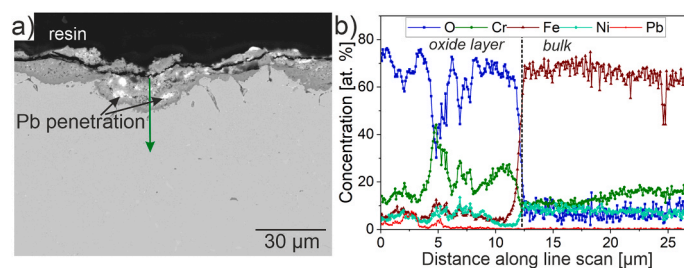 a)
resin
Pb penetration
30 µm
b)
O Cr Fe Ni Pb
oxide layer bulk
Concentration [at. %]
80
60
40
20
0
0 5 10 15 20 25
Distance along line scan [µm]